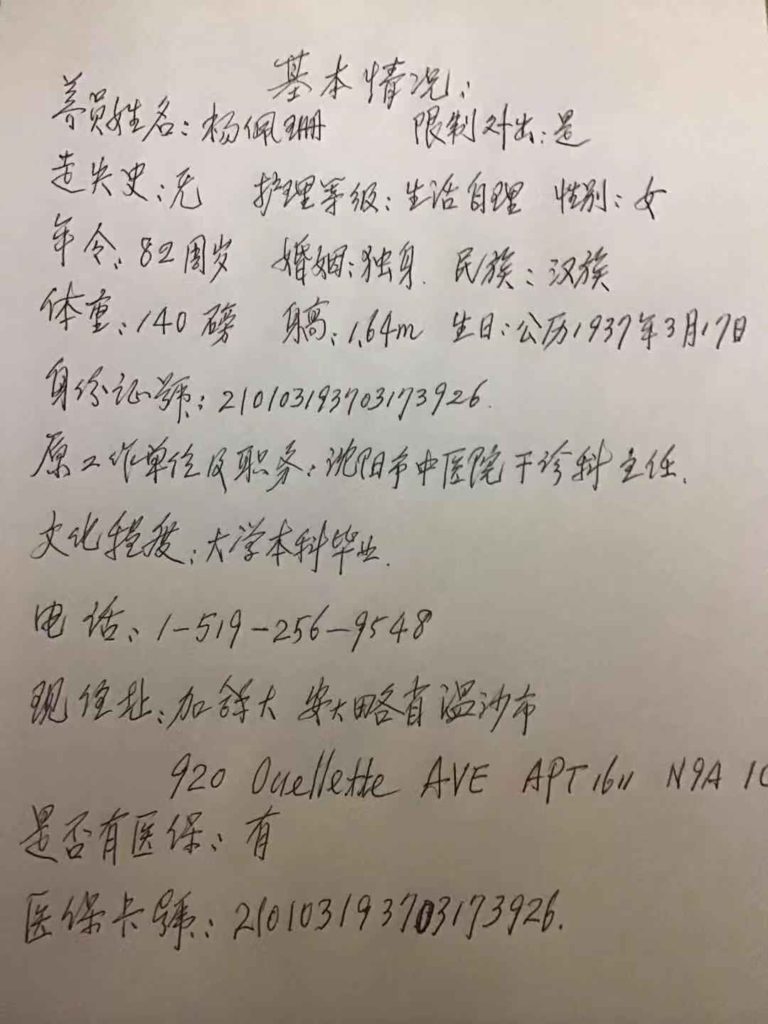 基本情况:
养员姓名:杨佩珊 限制外出:是
走失史:无 护理等级:生活自理 性别:女
年令:82周岁 婚姻:独身. 民族:汉族
体重:140磅 身高:1.64m 生日:公历1937年3月17日
身份证號:210103193703173926.
原工作单位及职务:沈阳市中医院干诊科主任.
文化程度:大学本科毕业.
电话:1-519-256-9548
现住址:加拿大 安大略省温沙市
920 Ouellette AVE APT 1611 N9A 1C
是否有医保:有
医保卡號:210103193703173926.